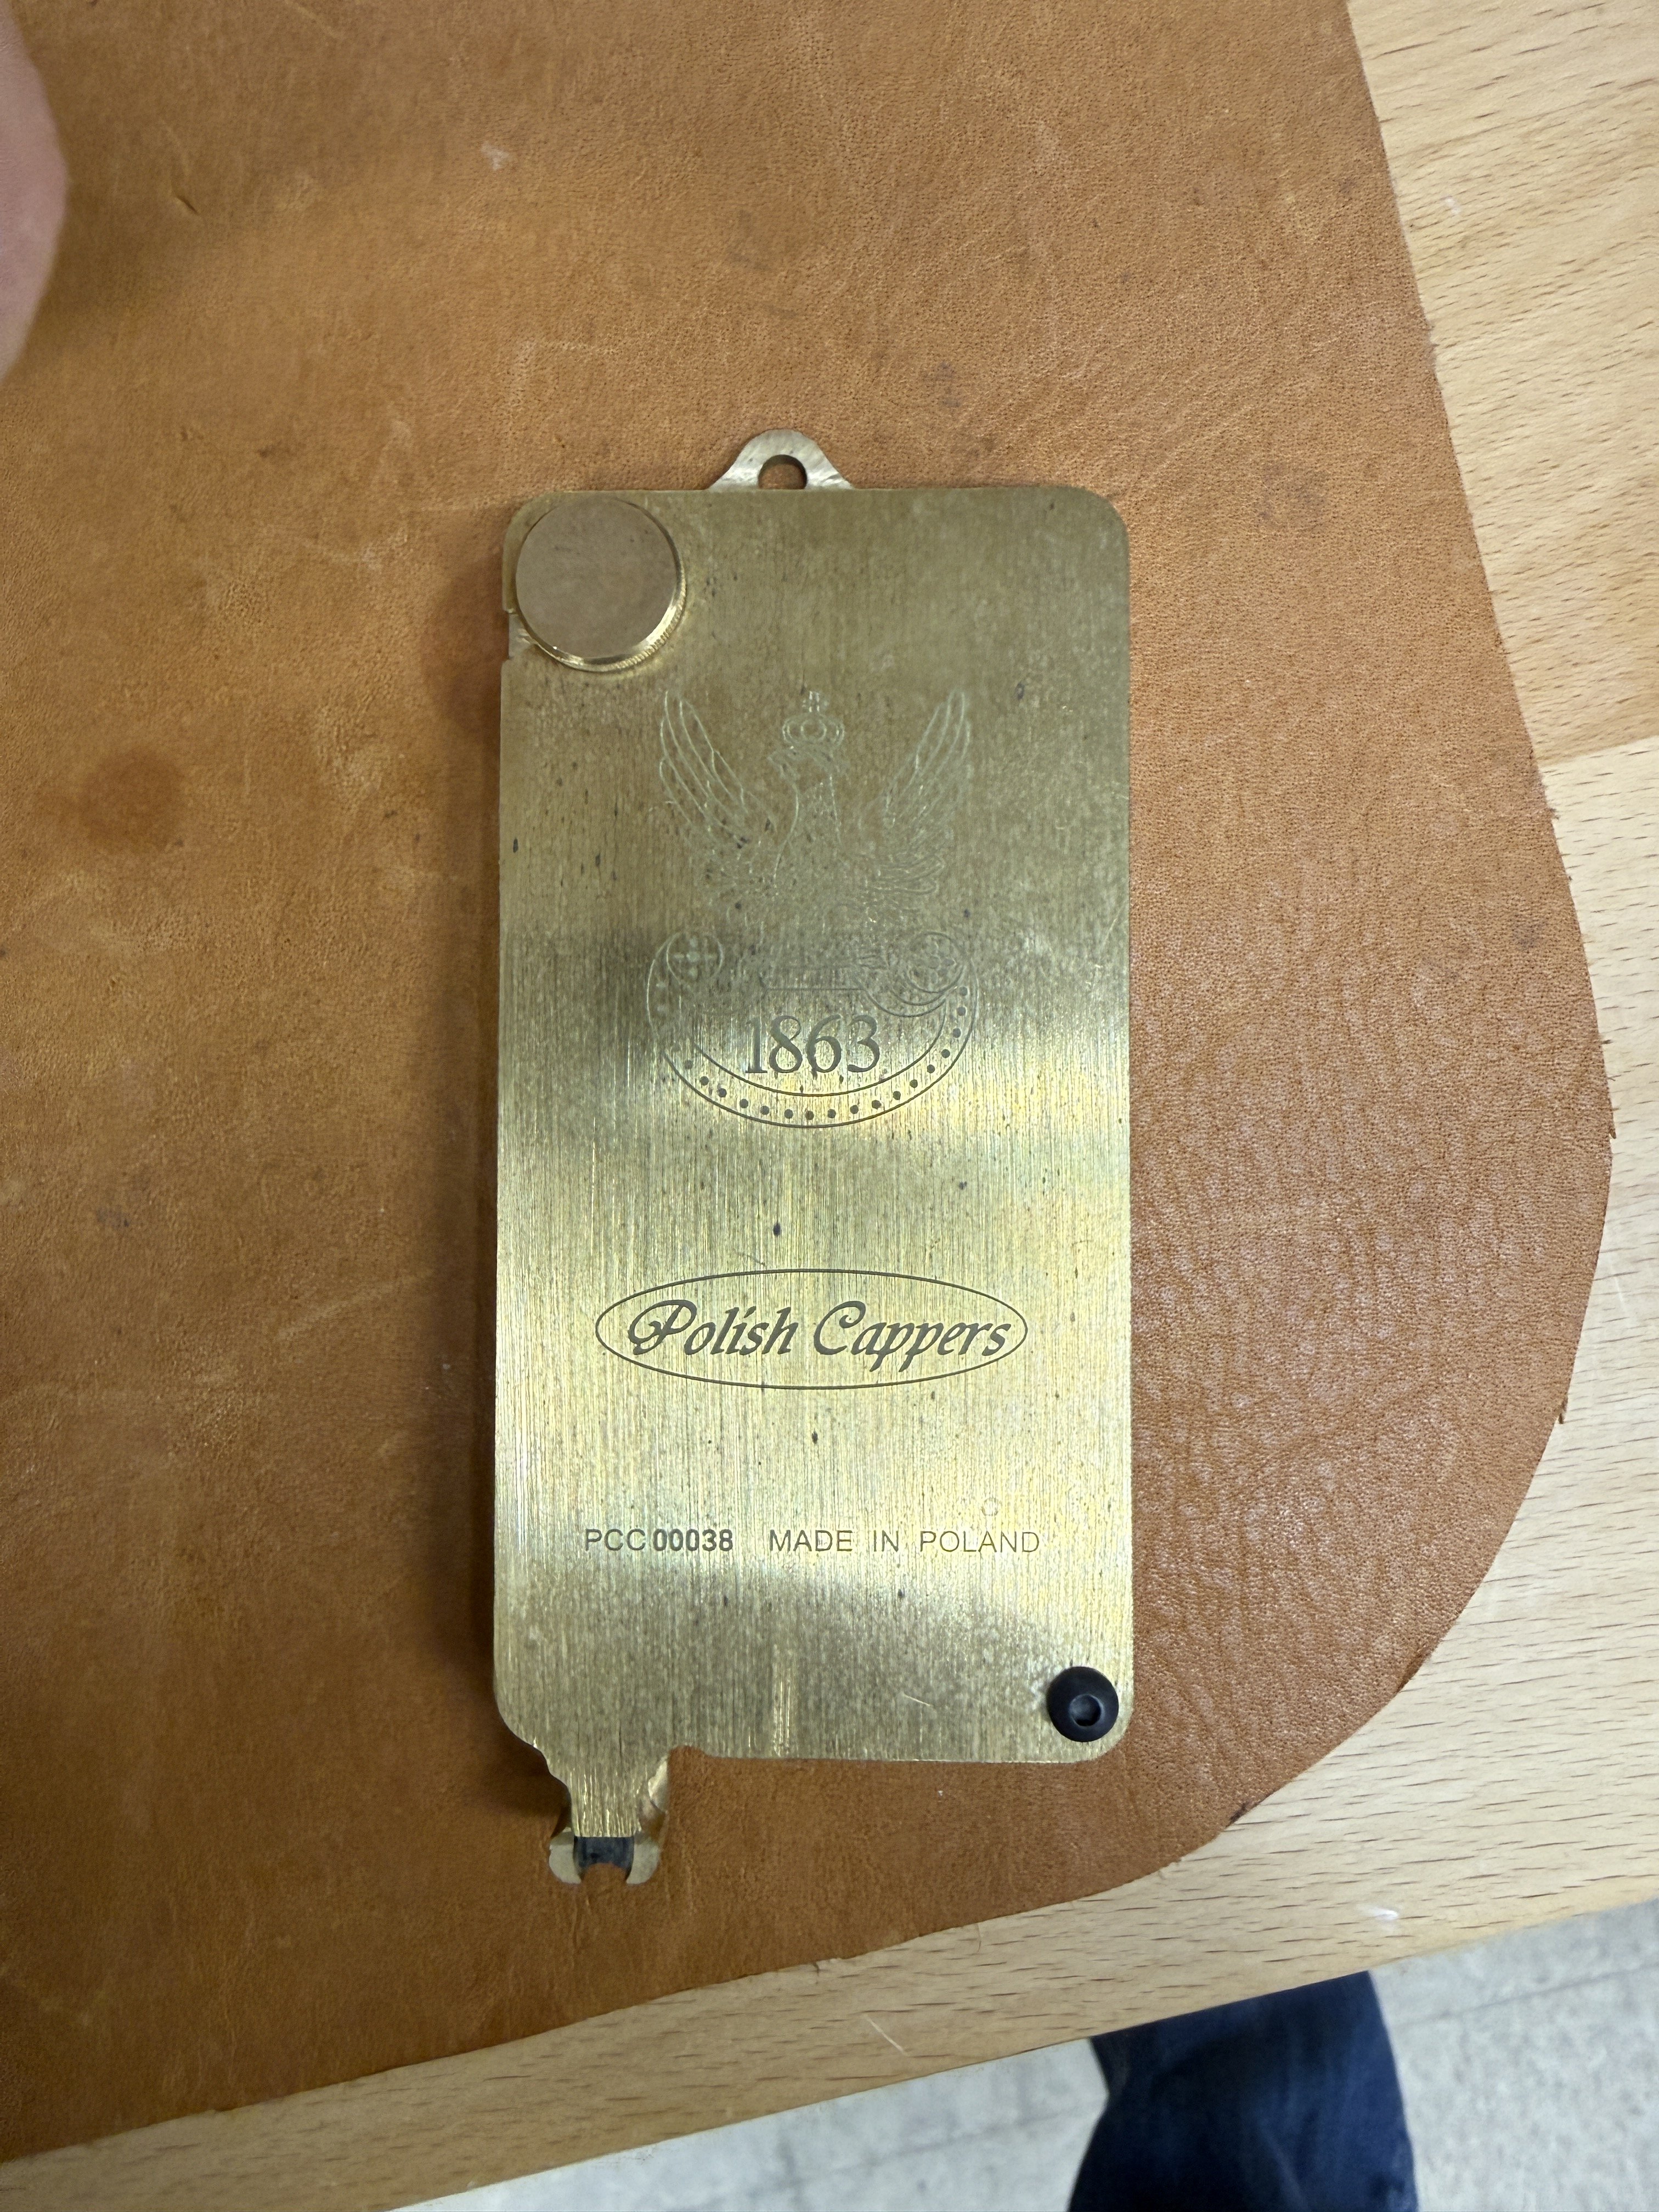 1863
Polish Cappers
PCC 00038 MADE IN POLAND